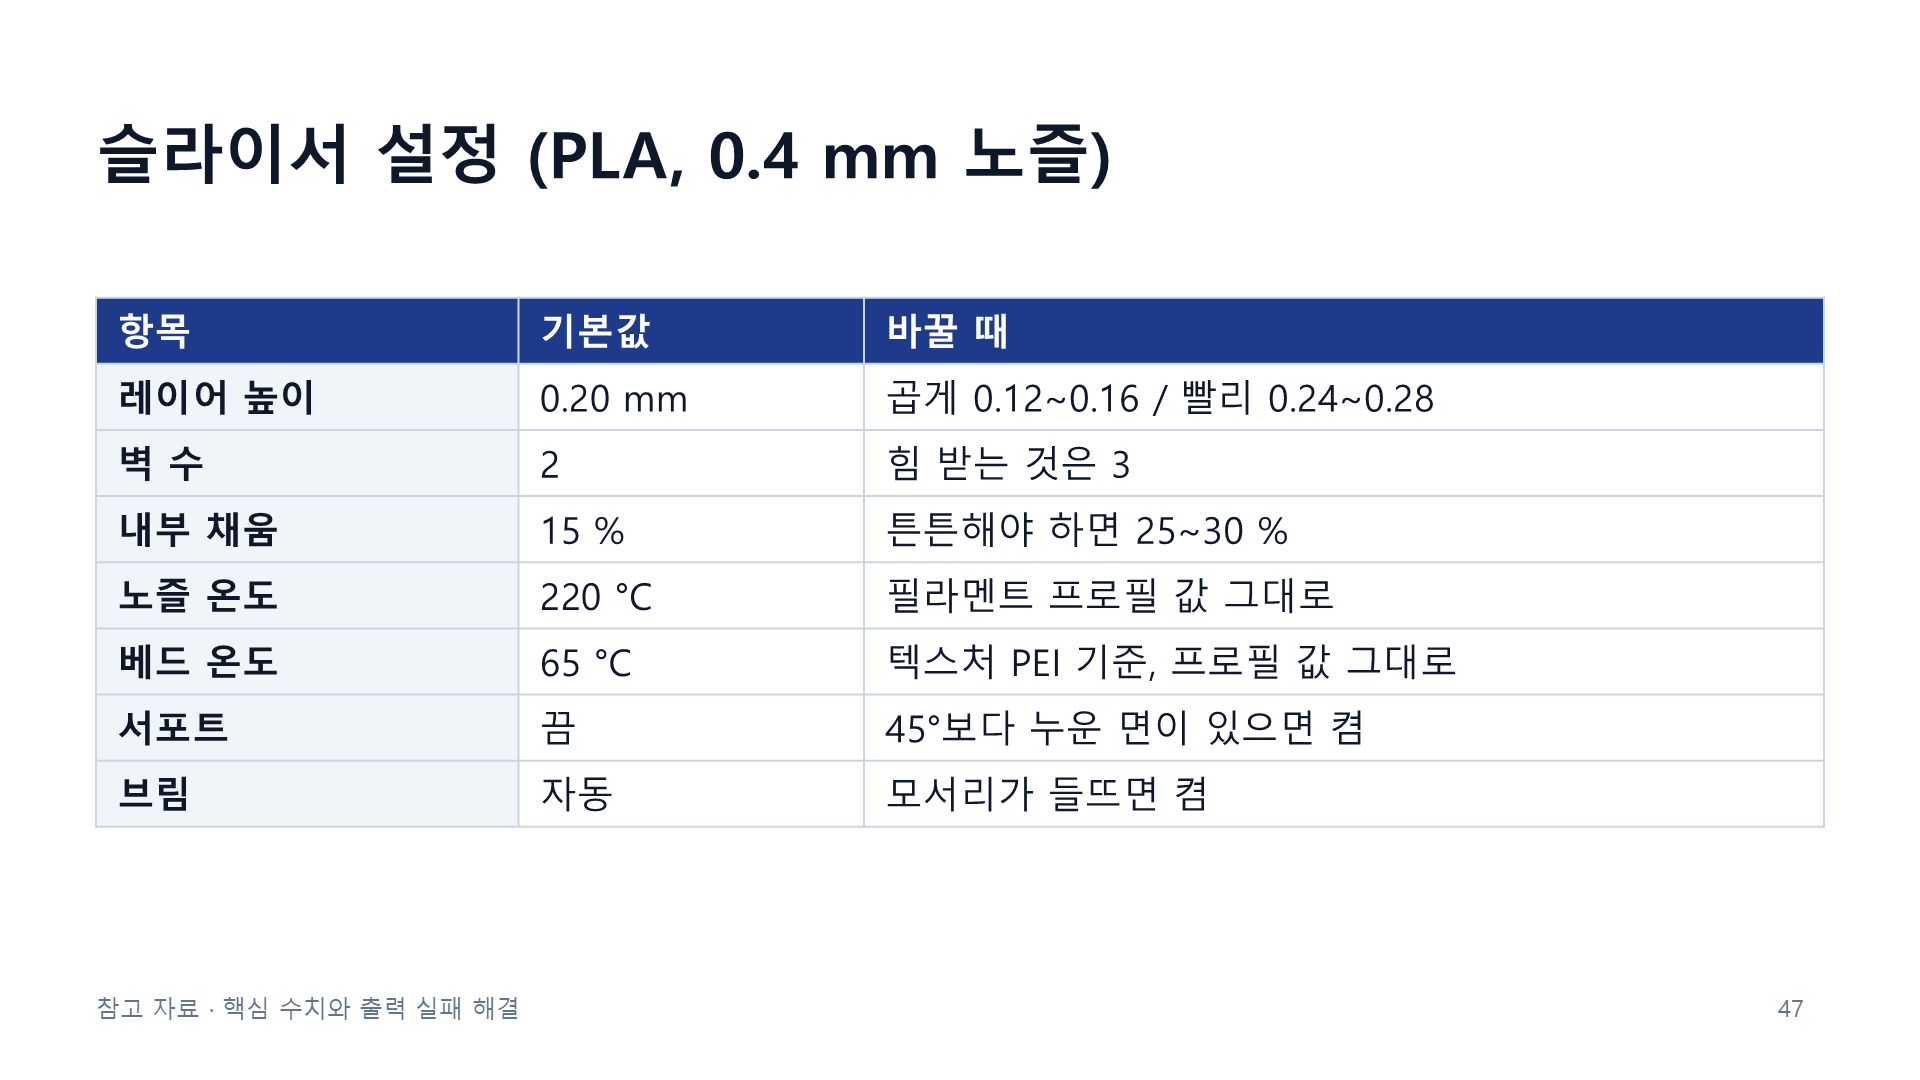 슬라이서 설정 (PLA, 0.4 mm 노즐)
항목 기본값 바꿀 때
레이어 높이 0.20 mm 곱게 0.12~0.16 / 빨리 0.24~0.28
벽 수 2 힘 받는 것은 3
내부 채움 15 % 튼튼해야 하면 25~30 %
노즐 온도 220 °C 필라멘트 프로필 값 그대로
베드 온도 65 °C 텍스처 PEI 기준, 프로필 값 그대로
서포트 끔 45°보다 누운 면이 있으면 켬
브림 자동 모서리가 들뜨면 켬
참고 자료 · 핵심 수치와 출력 실패 해결 47